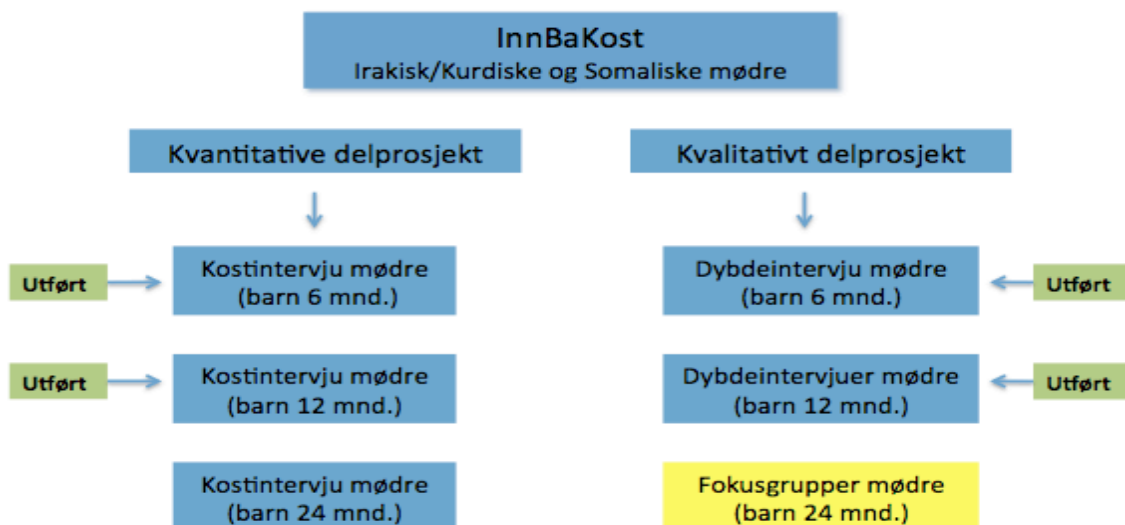 InnBaKost
Irakisk/Kurdiske og Somaliske mødre
Kvantitative delprosjekt
Kvalitativt delprosjekt
Utført
Kostintervju mødre
(barn 6 mnd.)
Dybdeintervju mødre
(barn 6 mnd.)
Utført
Utført
Kostintervju mødre
(barn 12 mnd.)
Dybdeintervjuer mødre
(barn 12 mnd.)
Utført
Kostintervju mødre
(barn 24 mnd.)
Fokusgrupper mødre
(barn 24 mnd.)